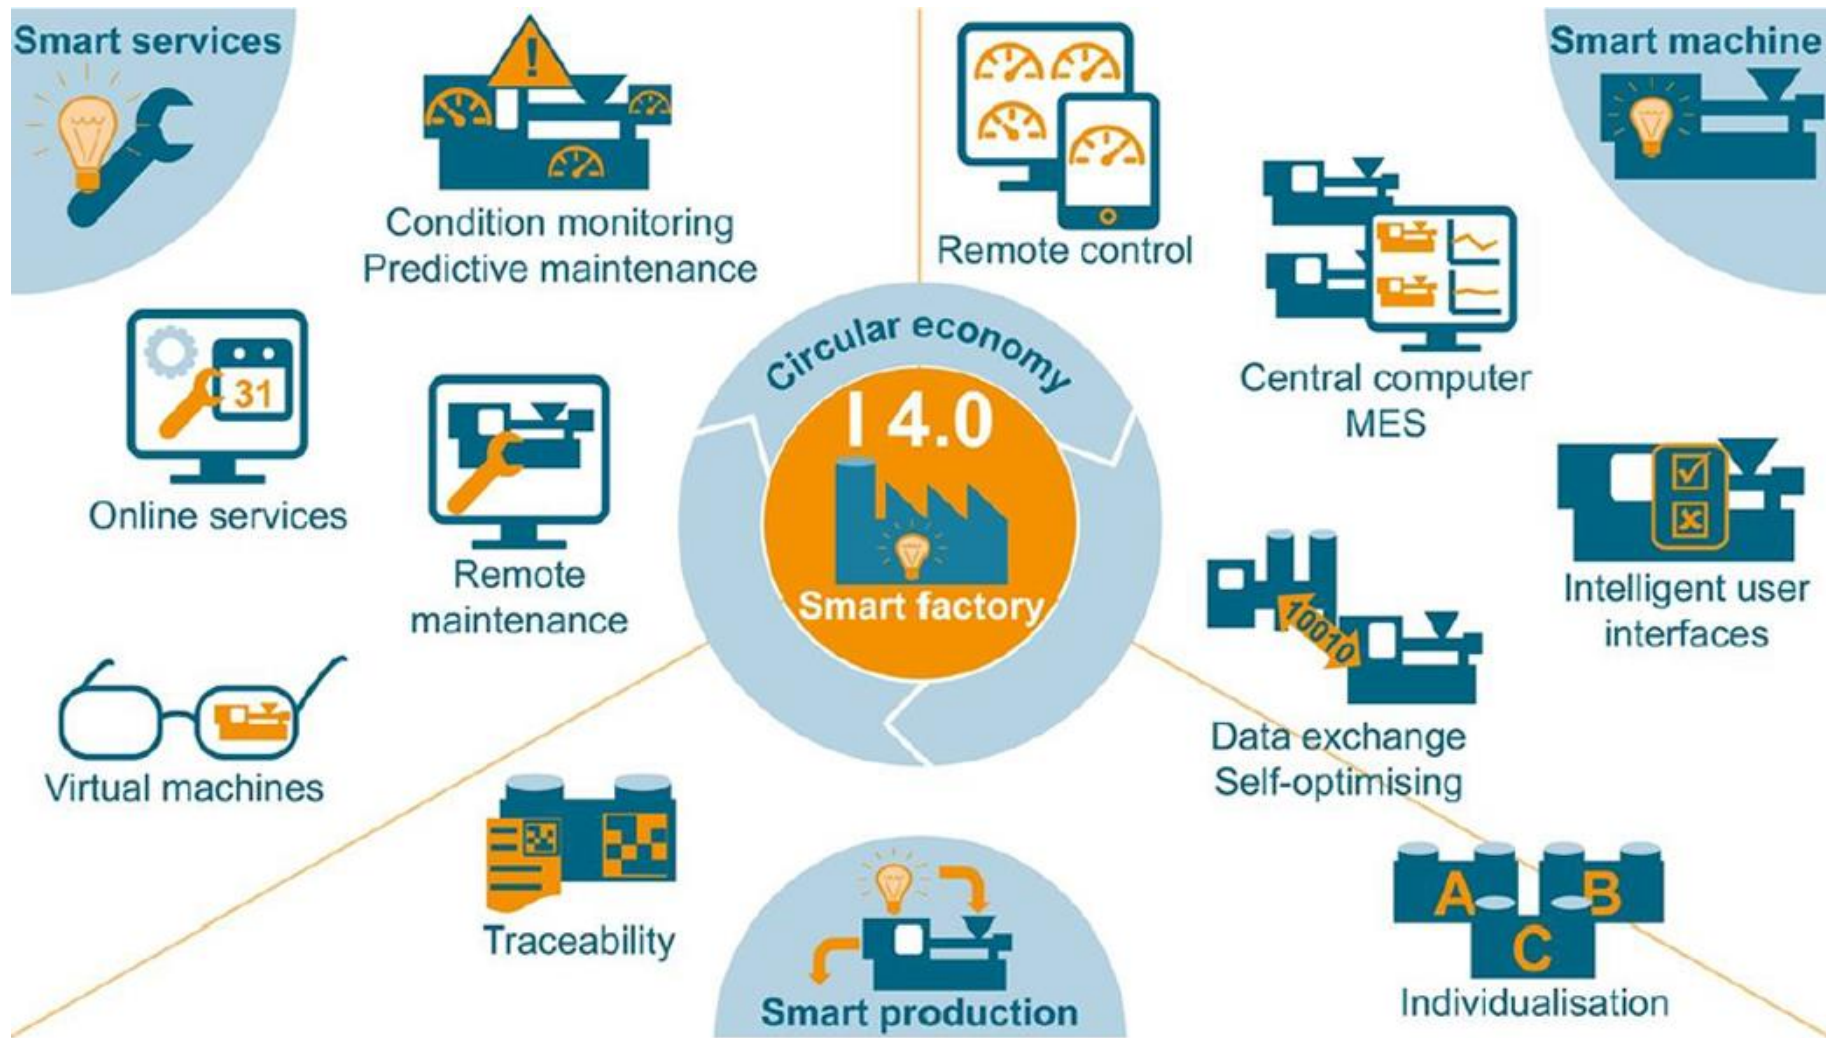 Smart services
Condition monitoring
Predictive maintenance
31
Online services
Remote
maintenance
Virtual machines
Remote control
Smart machine
Central computer
MES
Intelligent user
interfaces
10010
Data exchange
Self-optimising
Circular economy
I 4.0
Smart factory
Traceability
Smart production
A
B
C
Individualisation